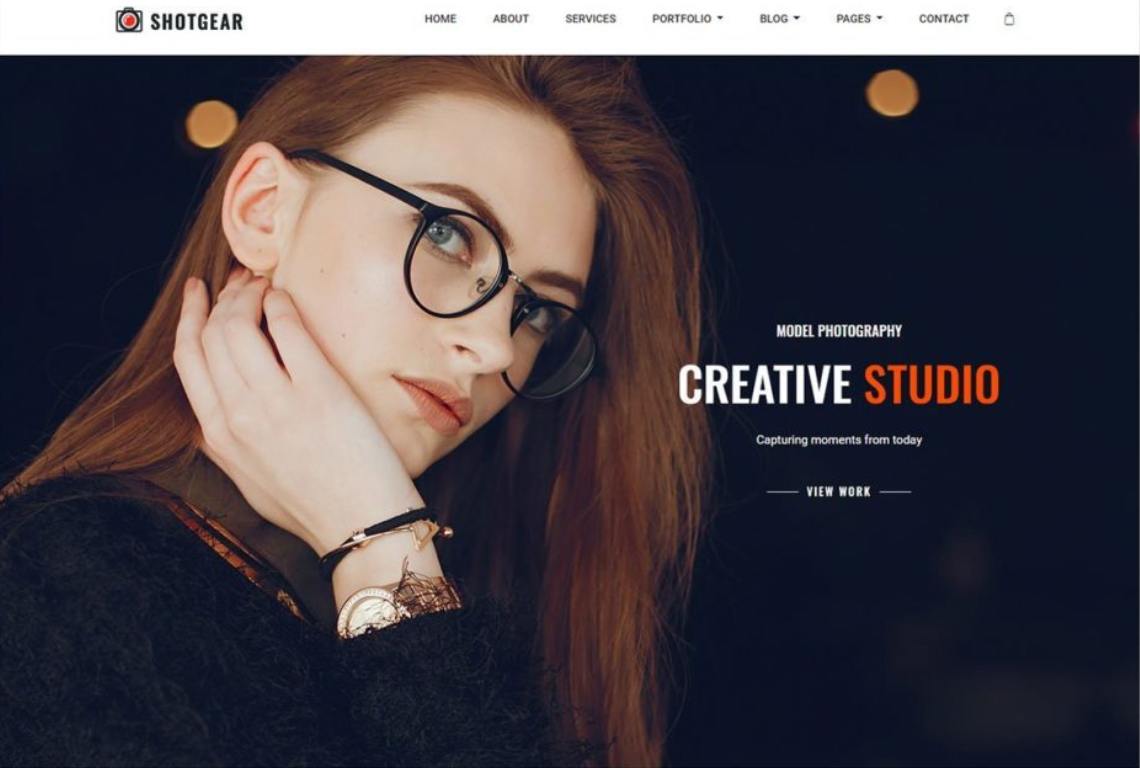 SHOTGEAR
HOME ABOUT SERVICES PORTFOLIO BLOG PAGES CONTACT
MODEL PHOTOGRAPHY
CREATIVE STUDIO
Capturing moments from today
VIEW WORK